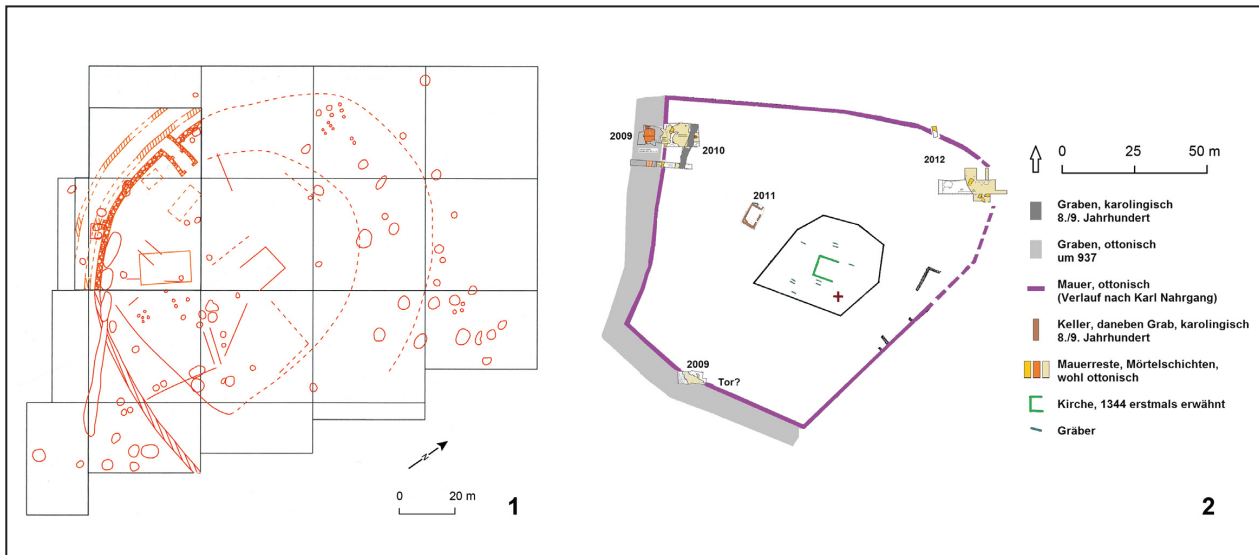 N
0
20 m
1
2009
2010
2011
2012
2009
Tor?
0
25
50 m
Graben, karolingisch
8./9. Jahrhundert
Graben, ottonisch
um 937
Mauer, ottonisch
(Verlauf nach Karl Nahrgang)
Keller, daneben Grab, karolingisch
8./9. Jahrhundert
Mauerreste, Mörtelschichten,
wohl ottonisch
Kirche, 1344 erstmals erwähnt
Gräber
2